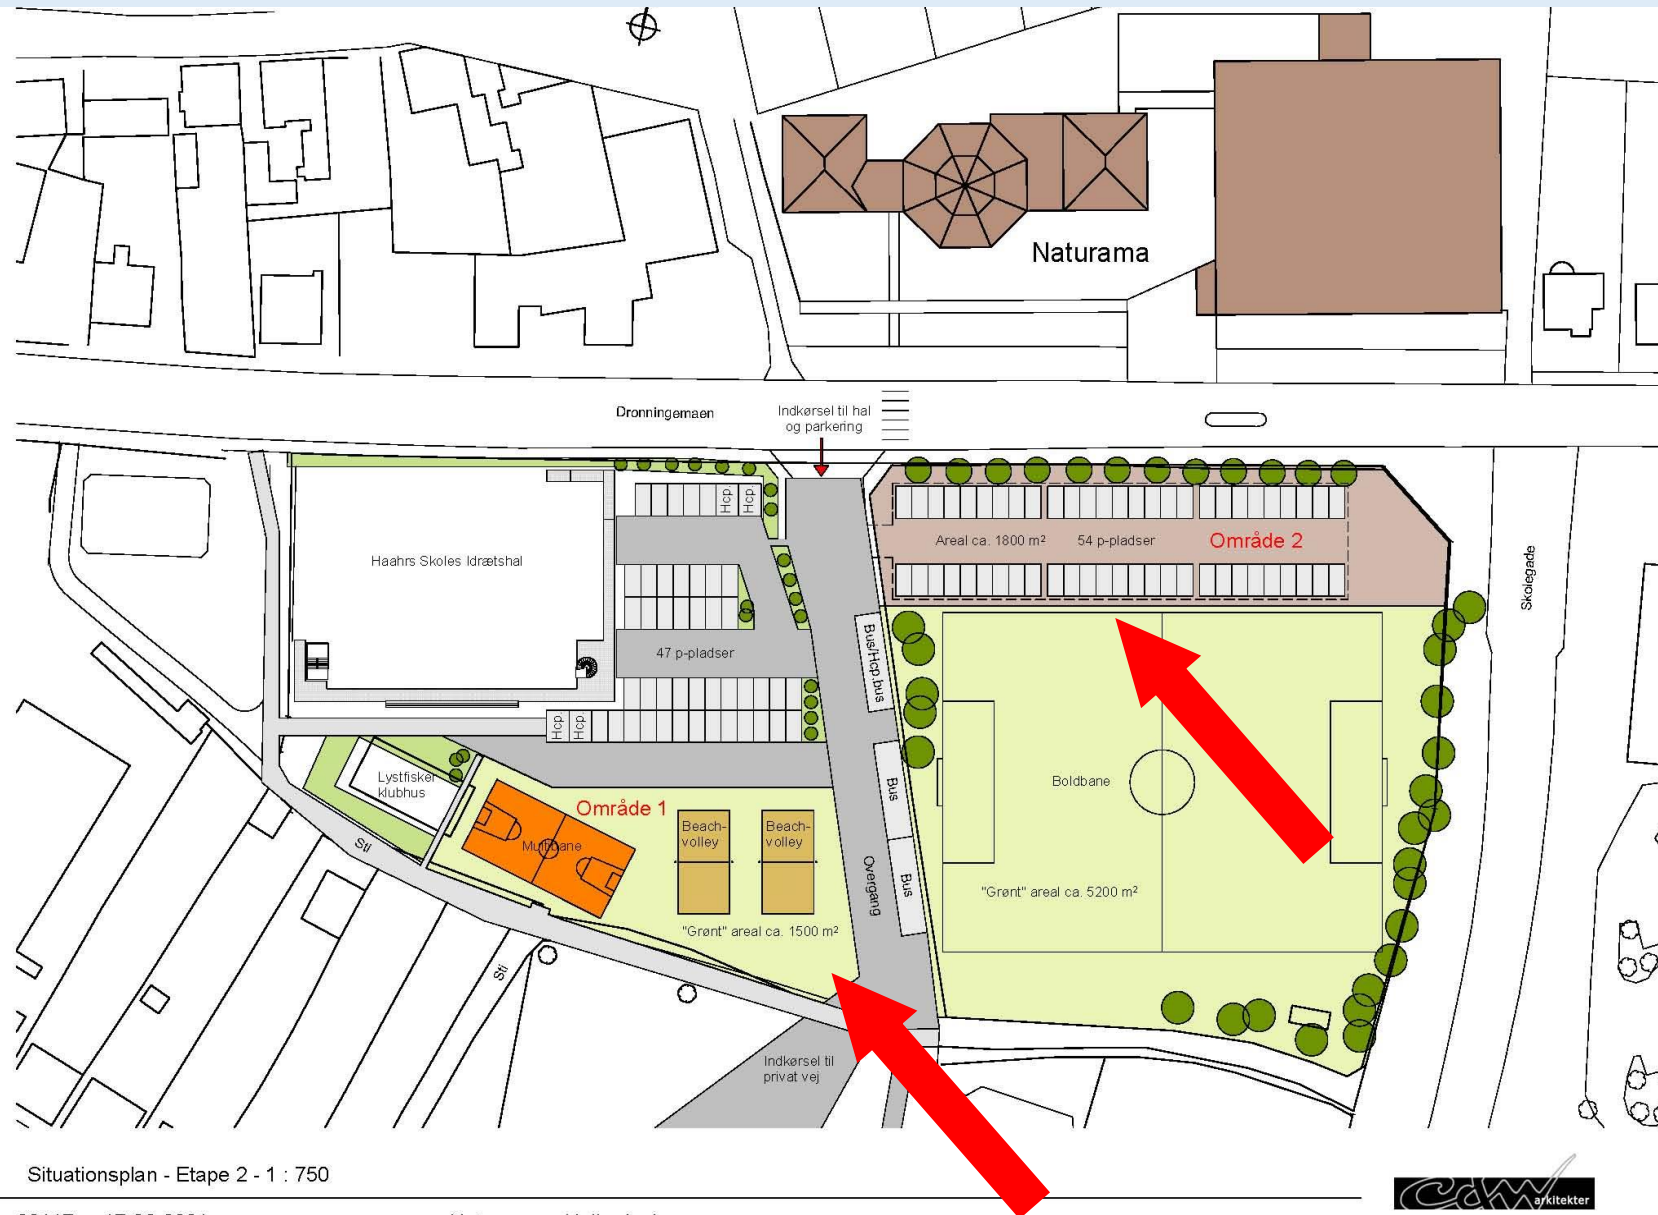 Naturama
Dronningemaen
Indkørsel til hal
og parkering
Hcp.
Hcp.
Haahrs Skoles Idrætshal
Areal ca. 1800 m²
54 p-pladser
Område 2
Skolegade
47 p-pladser
Bus/Hcp.bus
Hcp.
Hcp.
Lystfisker
klubhus
Område 1
Bus
Boldbane
Multibane
Beach-
volley
Beach-
volley
Sti
Overgang
Bus
"Grønt" areal ca. 5200 m²
"Grønt" areal ca. 1500 m²
Sti
Indkørsel til
privat vej
Situationsplan - Etape 2 - 1 : 750
cdw
arkitekter